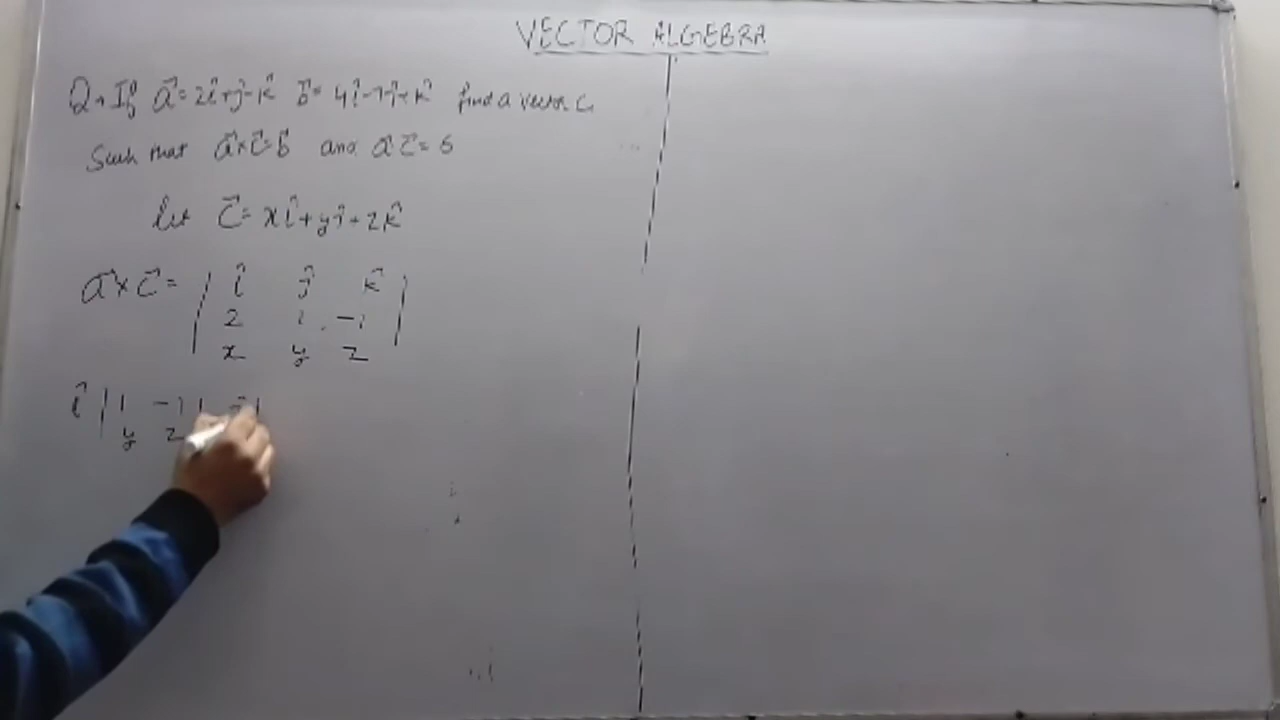 VECTOR ALGEBRA
Q→ If a⃗ = 2î+ĵ-k̂ b⃗ = 4î-7ĵ+k̂ find a vector c
Such that a⃗×c⃗=b⃗ and a⃗.c⃗=6
let c⃗= xî+yĵ+zk̂
a⃗×c⃗= | î ĵ k̂ |
2 1 -1
x y z
î | 1 -1 |
y z